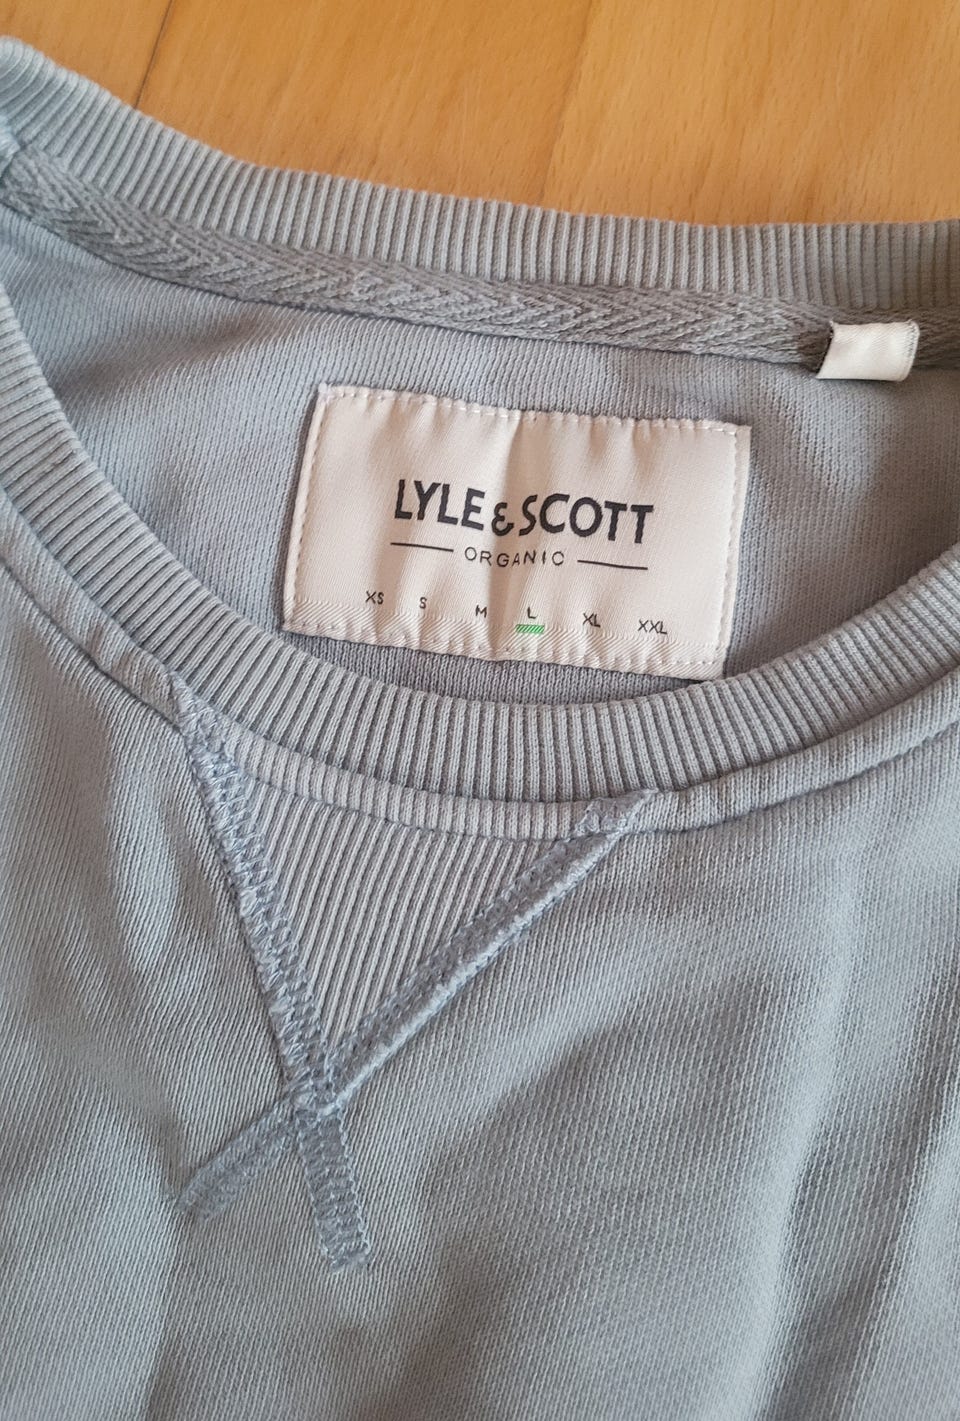 LYLE & SCOTT
ORGANIC
XS S M L XL XXL